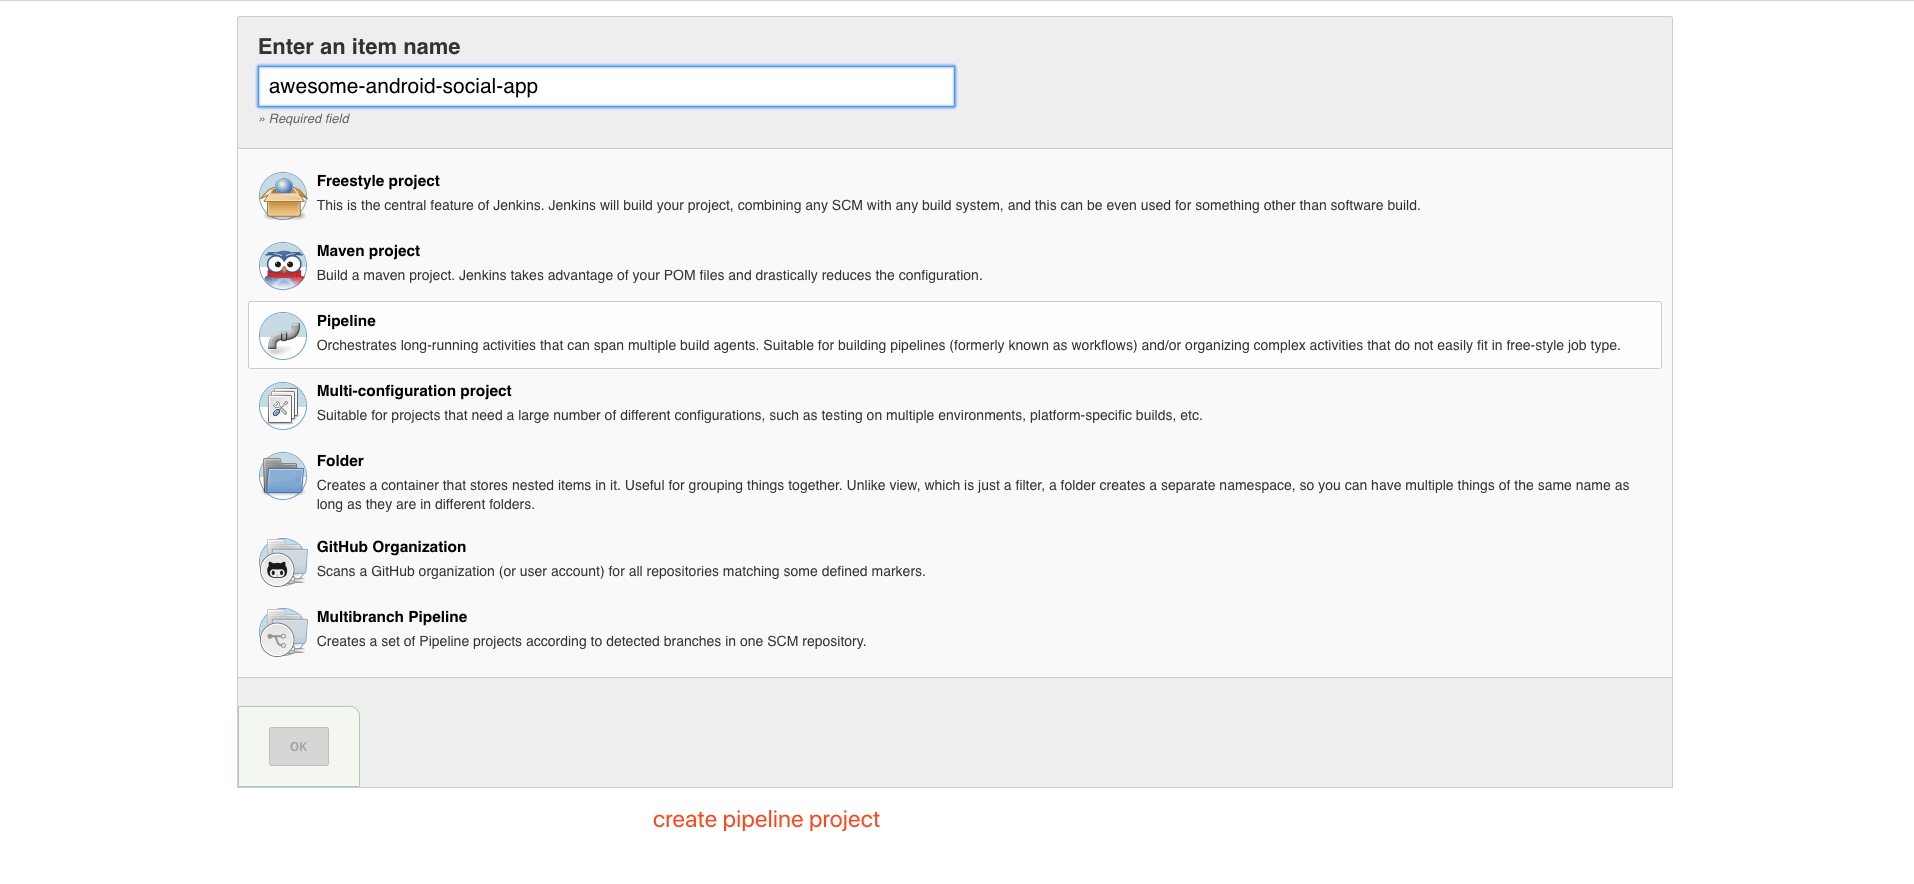 Enter an item name
awesome-android-social-app
» Required field
Freestyle project
This is the central feature of Jenkins. Jenkins will build your project, combining any SCM with any build system, and this can be even used for something other than software build.
Maven project
Build a maven project. Jenkins takes advantage of your POM files and drastically reduces the configuration.
Pipeline
Orchestrates long-running activities that can span multiple build agents. Suitable for building pipelines (formerly known as workflows) and/or organizing complex activities that do not easily fit in free-style job type.
Multi-configuration project
Suitable for projects that need a large number of different configurations, such as testing on multiple environments, platform-specific builds, etc.
Folder
Creates a container that stores nested items in it. Useful for grouping things together. Unlike view, which is just a filter, a folder creates a separate namespace, so you can have multiple things of the same name as
long as they are in different folders.
GitHub Organization
Scans a GitHub organization (or user account) for all repositories matching some defined markers.
Multibranch Pipeline
Creates a set of Pipeline projects according to detected branches in one SCM repository.
OK
create pipeline project